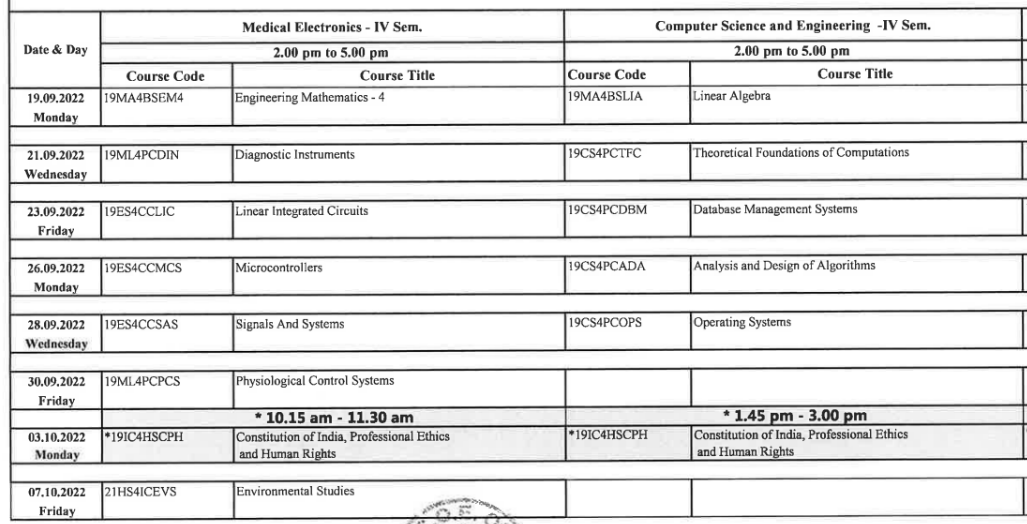 Medical Electronics - IV Sem. Computer Science and Engineering -IV Sem.
Date & Day 2.00 pm to 5.00 pm 2.00 pm to 5.00 pm
Course Code Course Title Course Code Course Title
19.09.2022 19MA4BSEM4 Engineering Mathematics - 4 19MA4BSLIA Linear Algebra
Monday
21.09.2022 19ML4PCDIN Diagnostic Instruments 19CS4PCTFC Theoretical Foundations of Computations
Wednesday
23.09.2022 19ES4CCLIC Linear Integrated Circuits 19CS4PCDBM Database Management Systems
Friday
26.09.2022 19ES4CCMCS Microcontrollers 19CS4PCADA Analysis and Design of Algorithms
Monday
28.09.2022 19ES4CCSAS Signals And Systems 19CS4PCOPS Operating Systems
Wednesday
30.09.2022 19ML4PCPCS Physiological Control Systems
Friday
* 10.15 am - 11.30 am * 1.45 pm - 3.00 pm
03.10.2022 *19IC4HSCPH Constitution of India, Professional Ethics *19IC4HSCPH Constitution of India, Professional Ethics
Monday and Human Rights and Human Rights
07.10.2022 21HS4ICEVS Environmental Studies
Friday